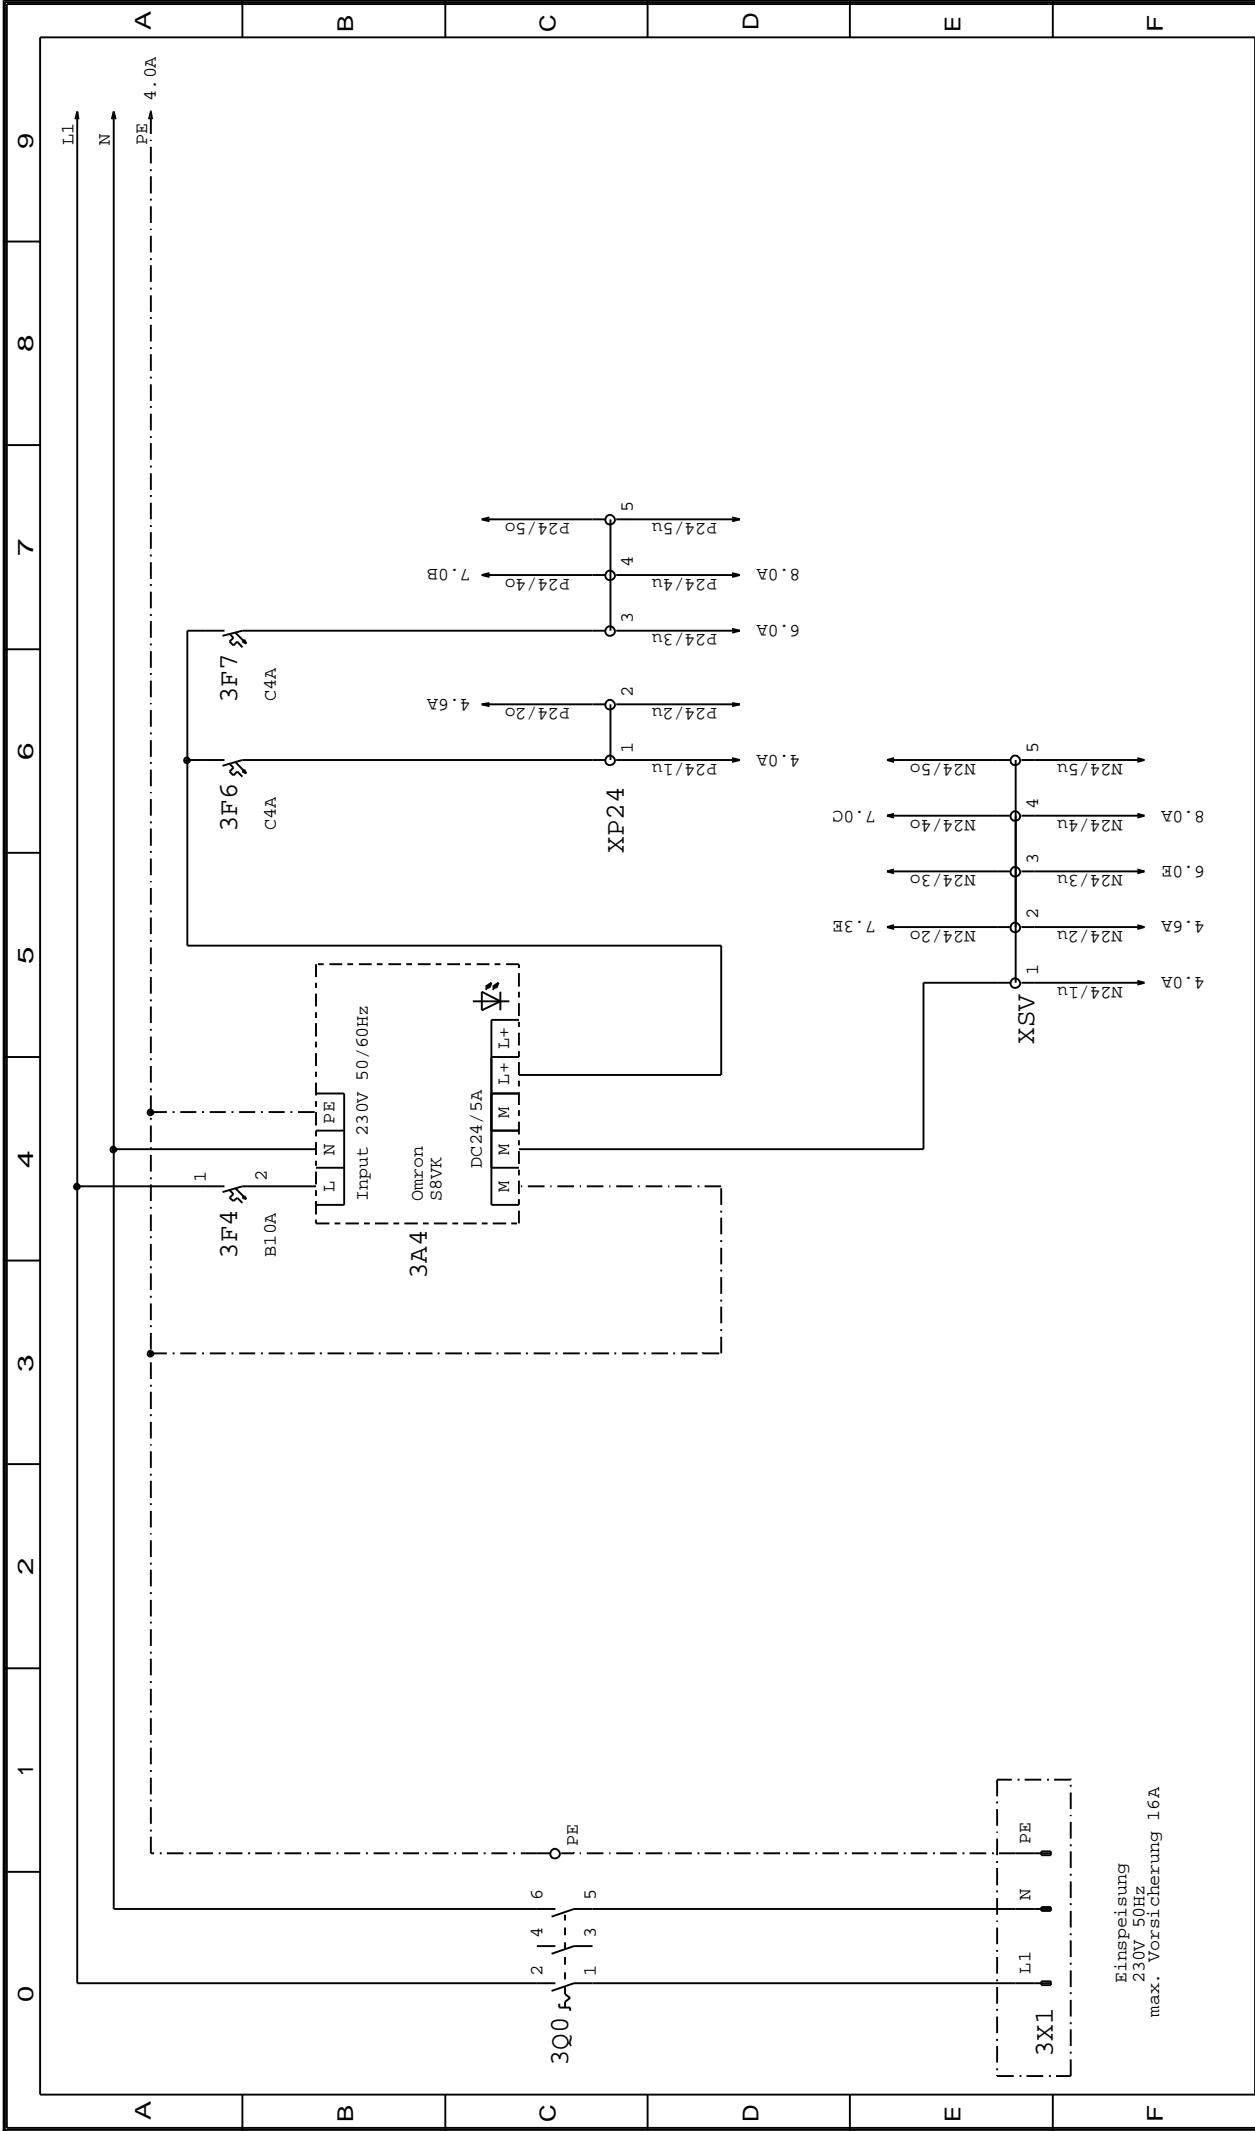 0 1 2 3 4 5 6 7 8 9
A
B
C
D
E
F
A
B
C
D
E
F
L1
N
PE 4.0A
1
2
3F4
B10A
3F6
C4A
3F7
C4A
L N PE
Input 230V 50/60Hz
Omron
S8VK
DC24/5A
M M M L+ L+
3A4
4.6A
7.0B
P24/2o
P24/4o
P24/5o
XP24
1 2 3 4 5
P24/1u
P24/2u
P24/3u
P24/4u
P24/5u
4.0A
6.0A
8.0A
3Q0
2 4 6
1 3 5
PE
7.3E
7.0C
N24/2o
N24/3o
N24/4o
N24/5o
XSV
1 2 3 4 5
N24/1u
N24/2u
N24/3u
N24/4u
N24/5u
4.0A
4.6A
6.0E
8.0A
3X1
L1 N PE
Einspeisung
230V 50Hz
max. Vorsicherung 16A